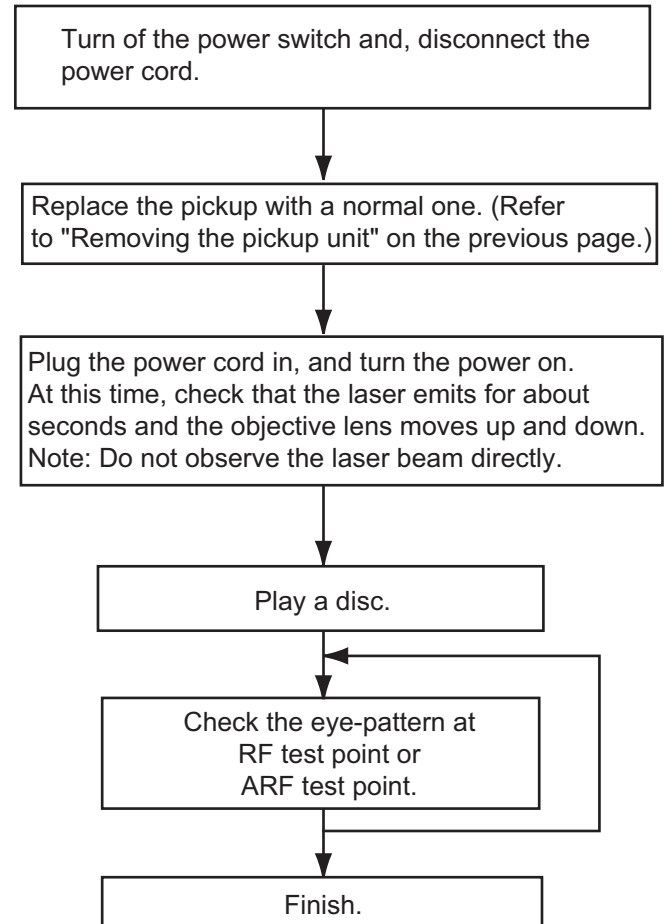 Turn of the power switch and, disconnect the
power cord.
Replace the pickup with a normal one. (Refer
to "Removing the pickup unit" on the previous page.)
Plug the power cord in, and turn the power on.
At this time, check that the laser emits for about
seconds and the objective lens moves up and down.
Note: Do not observe the laser beam directly.
Play a disc.
Check the eye-pattern at
RF test point or
ARF test point.
Finish.